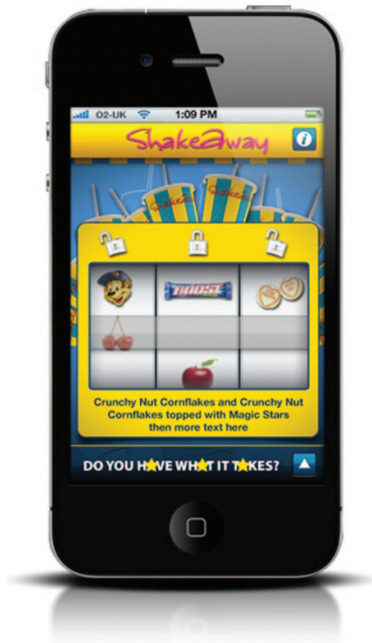 O2-UK 1:09 PM
ShakeAway
i
BOOST
Crunchy Nut Cornflakes and Crunchy Nut
Cornflakes topped with Magic Stars
then more text here
DO YOU HAVE WHAT IT TAKES?